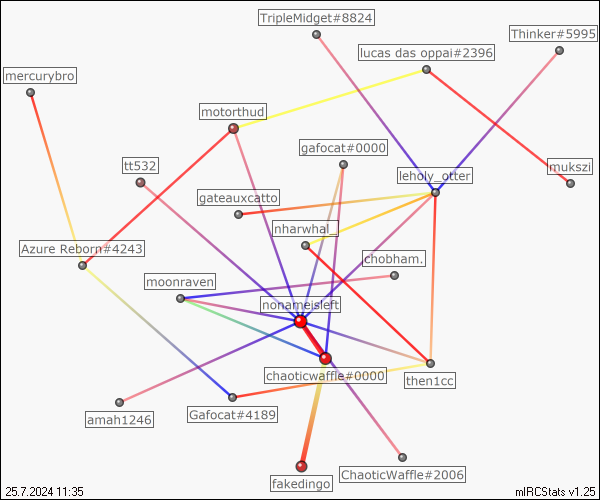 TripleMidget#8824
Thinker#5995
lucas das oppai#2396
mercurybro
motorthud
gafocat#0000
tt532
leholy_otter
mukszi
gateauxcatto
nharwhal_
Azure Reborn#4243
chobham.
moonraven
nonameisleft
chaoticwaffle#0000
then1cc
amah1246
Gafocat#4189
ChaoticWaffle#2006
fakedingo
25.7.2024 11:35
mIRCStats v1.25